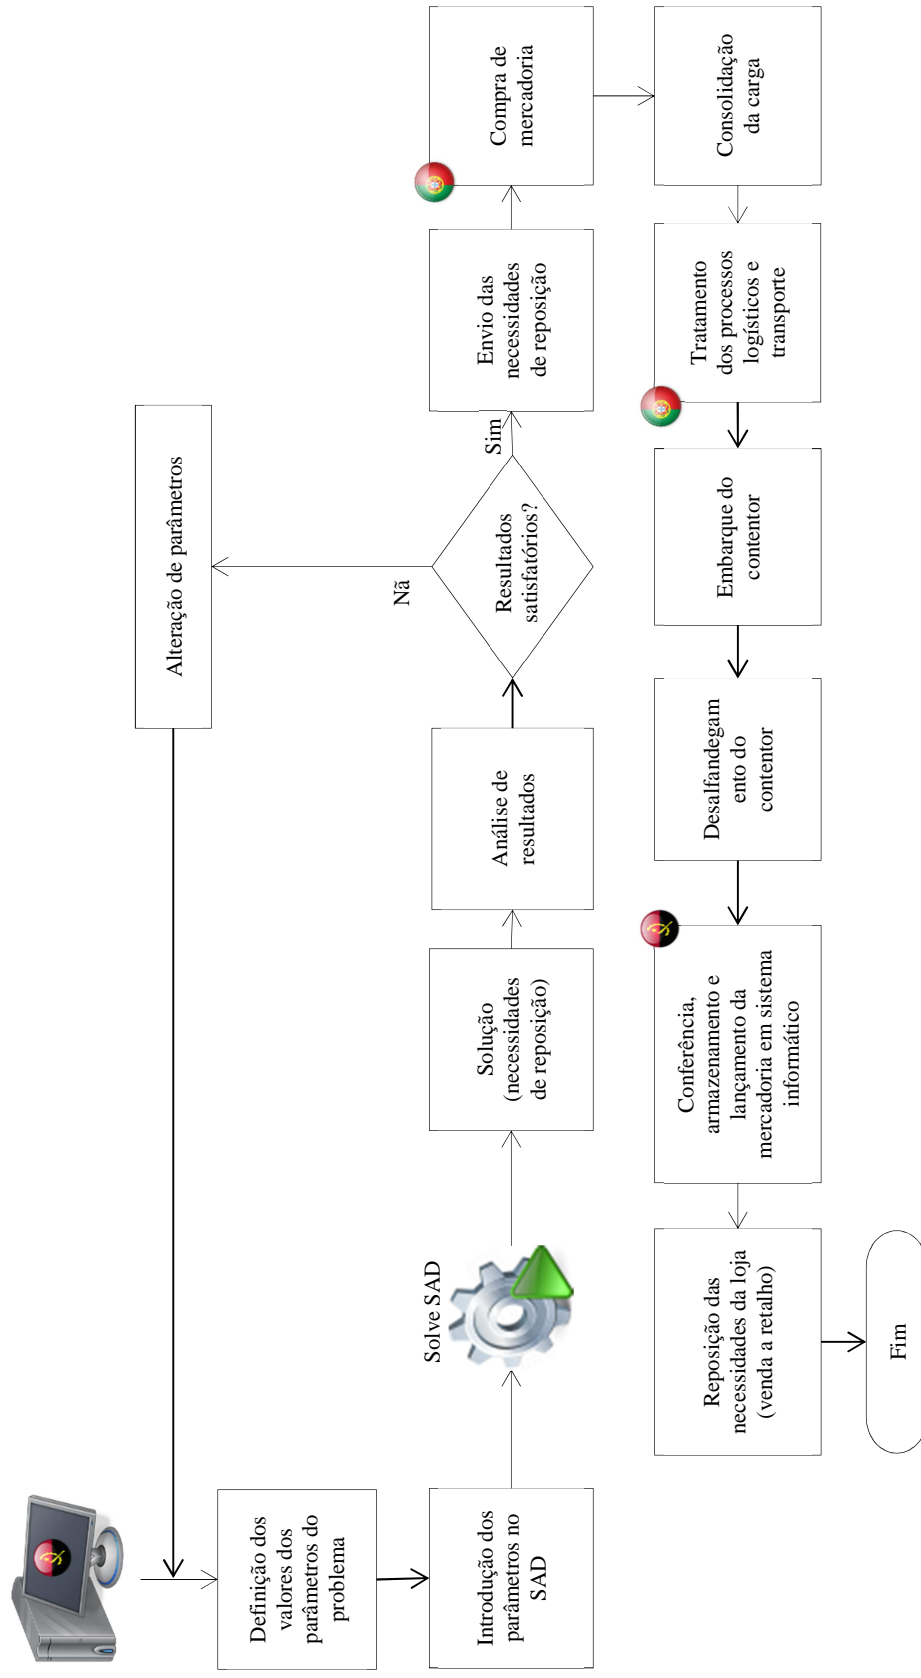 Definição dos
valores dos
parâmetros do
problema
Introdução dos
parâmetros no
SAD
Solve SAD
Solução
(necessidades
de reposição)
Análise de
resultados
Resultados
satisfatórios?
Nã
Alteração de parâmetros
Sim
Envio das
necessidades
de reposição
Compra de
mercadoria
Consolidação
da carga
Tratamento
dos processos
logísticos e
transporte
Embarque do
contentor
Desalfandegam
ento do
contentor
Conferência,
armazenamento e
lançamento da
mercadoria em sistema
informático
Reposição das
necessidades da loja
(venda a retalho)
Fim